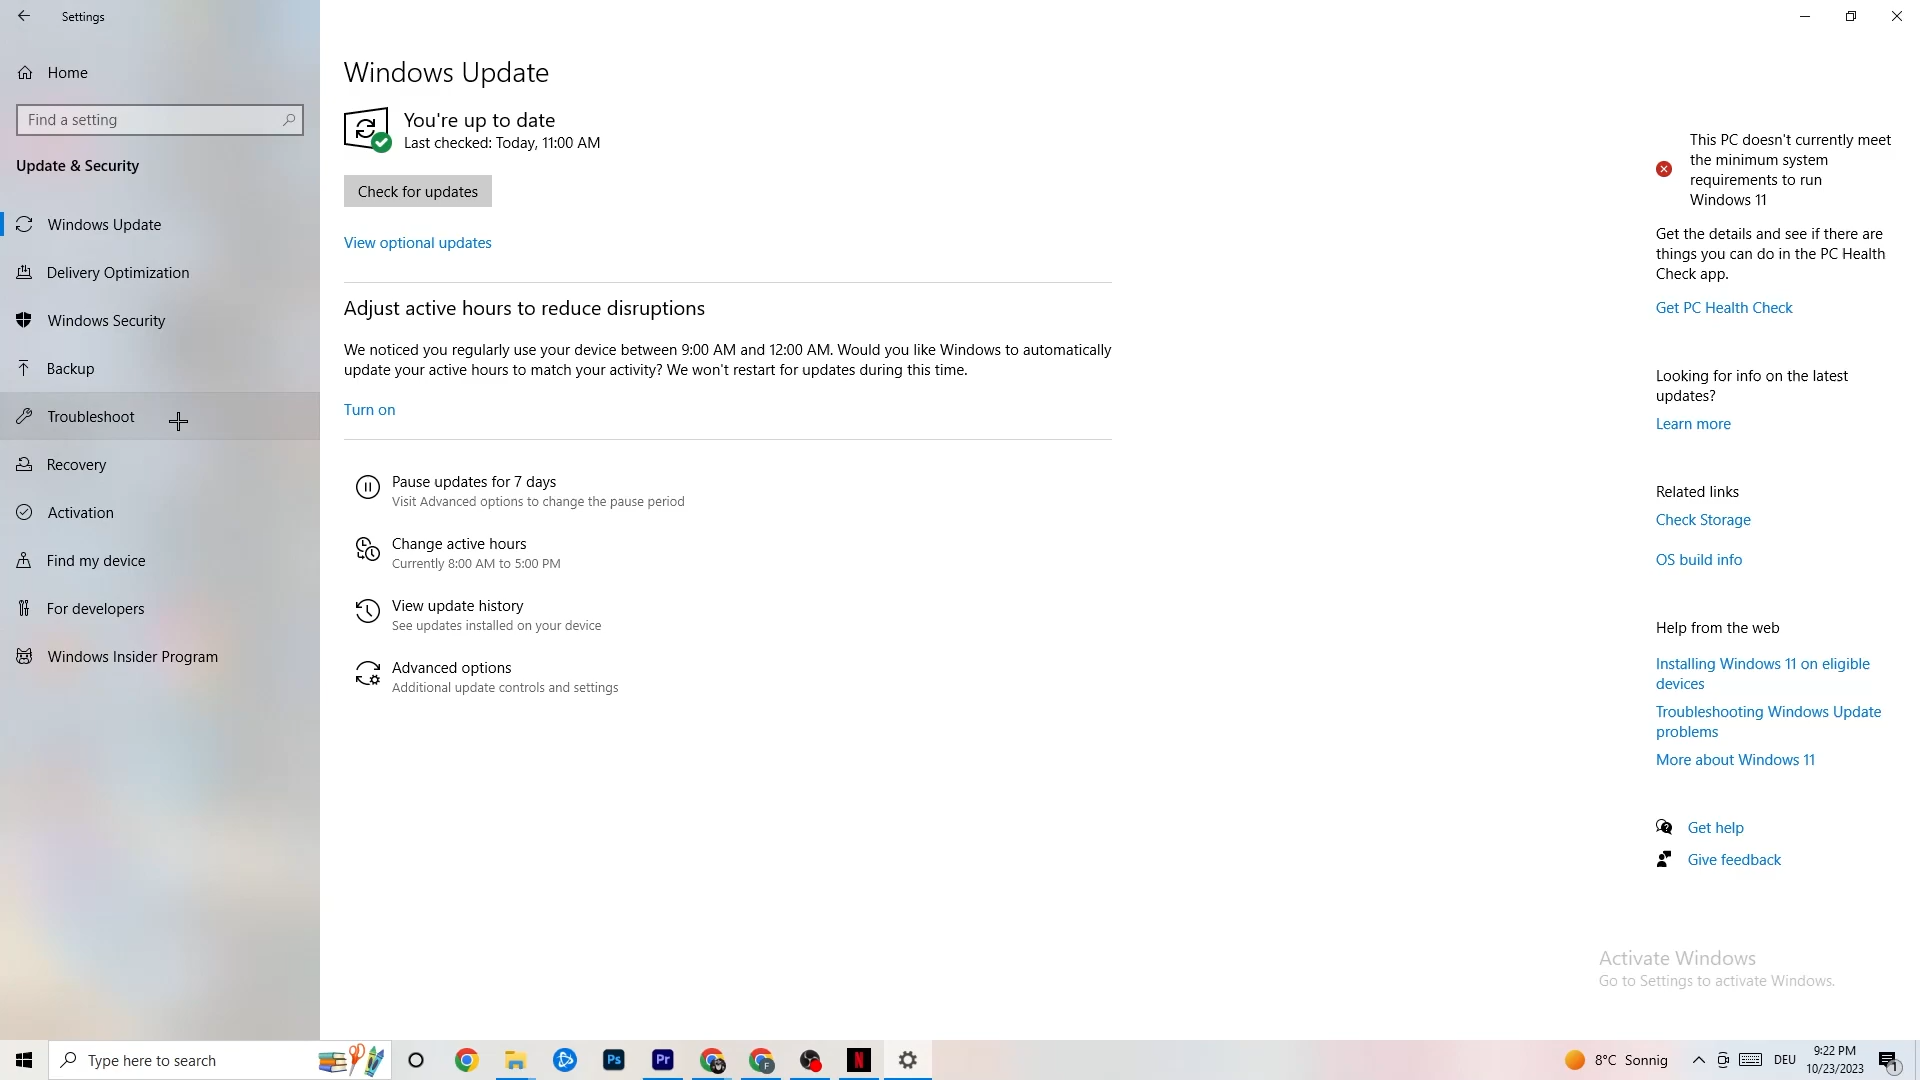 Settings
Home
Find a setting
Update & Security
Windows Update
Delivery Optimization
Windows Security
Backup
Troubleshoot
Recovery
Activation
Find my device
For developers
Windows Insider Program
Windows Update
You're up to date
Last checked: Today, 11:00 AM
Check for updates
View optional updates
Adjust active hours to reduce disruptions
We noticed you regularly use your device between 9:00 AM and 12:00 AM. Would you like Windows to automatically
update your active hours to match your activity? We won't restart for updates during this time.
Turn on
Pause updates for 7 days
Visit Advanced options to change the pause period
Change active hours
Currently 8:00 AM to 5:00 PM
View update history
See updates installed on your device
Advanced options
Additional update controls and settings
This PC doesn't currently meet
the minimum system
requirements to run
Windows 11
Get the details and see if there are
things you can do in the PC Health
Check app.
Get PC Health Check
Looking for info on the latest
updates?
Learn more
Related links
Check Storage
OS build info
Help from the web
Installing Windows 11 on eligible
devices
Troubleshooting Windows Update
problems
More about Windows 11
Get help
Give feedback
Activate Windows
Go to Settings to activate Windows.
Type here to search
Ps
Pr
F
N
8°C Sonnig
DEU
9:22 PM
10/23/2023
1